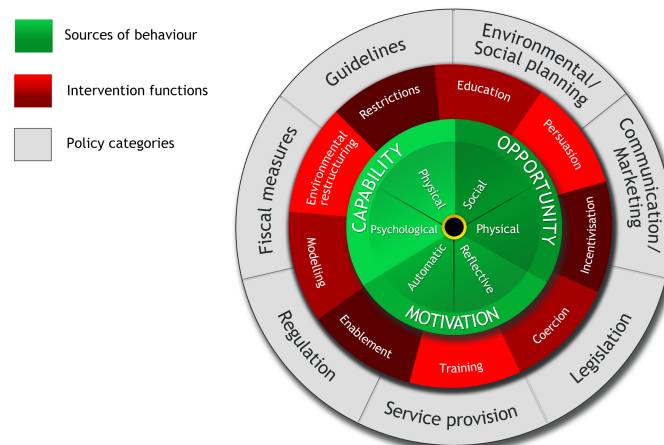 Sources of behaviour
Intervention functions
Policy categories
Guidelines
Environmental/
Social planning
Communication/
Marketing
Legislation
Service provision
Regulation
Fiscal measures
Restrictions
Education
Persuasion
Incentivisation
Coercion
Training
Enablement
Modelling
Environmental
restructuring
CAPABILITY
OPPORTUNITY
MOTIVATION
Physical
Social
Psychological
Physical
Automatic
Reflective